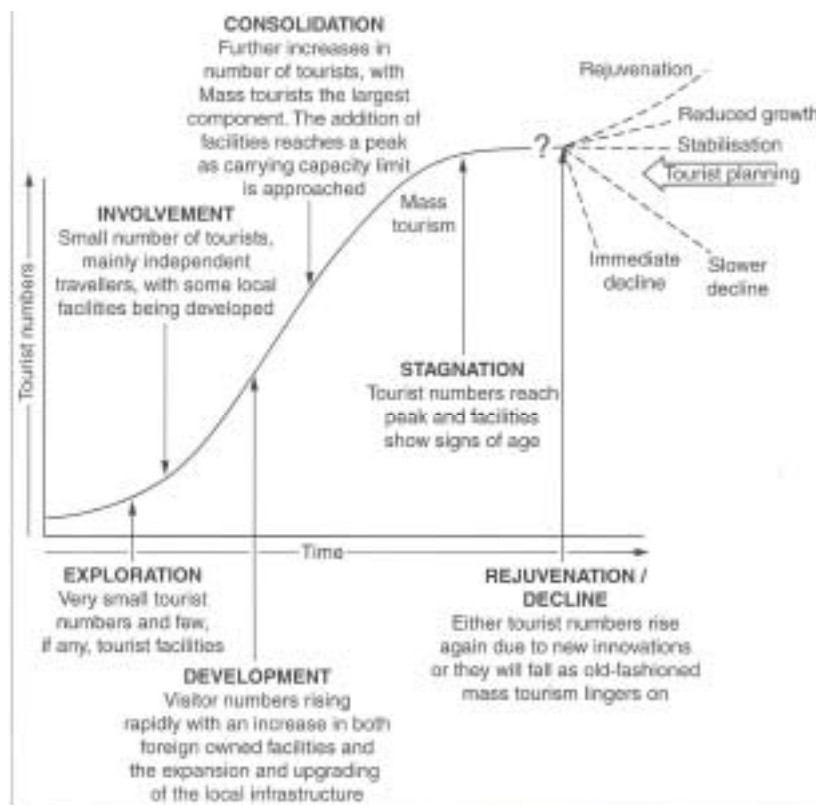 CONSOLIDATION
Further increases in
number of tourists, with
Mass tourists the largest
component. The addition of
facilities reaches a peak
as carrying capacity limit
is approached
Rejuvenation
Reduced growth
?
Stabilisation
Tourist planning
Mass
tourism
Immediate
decline
Slower
decline
INVOLVEMENT
Small number of tourists,
mainly independent
travellers, with some local
facilities being developed
Tourist numbers
STAGNATION
Tourist numbers reach
peak and facilities
show signs of age
Time
EXPLORATION
Very small tourist
numbers and few,
if any, tourist facilities
DEVELOPMENT
Visitor numbers rising
rapidly with an increase in both
foreign owned facilities and
the expansion and upgrading
of the local infrastructure
REJUVENATION /
DECLINE
Either tourist numbers rise
again due to new innovations
or they will fall as old-fashioned
mass tourism lingers on